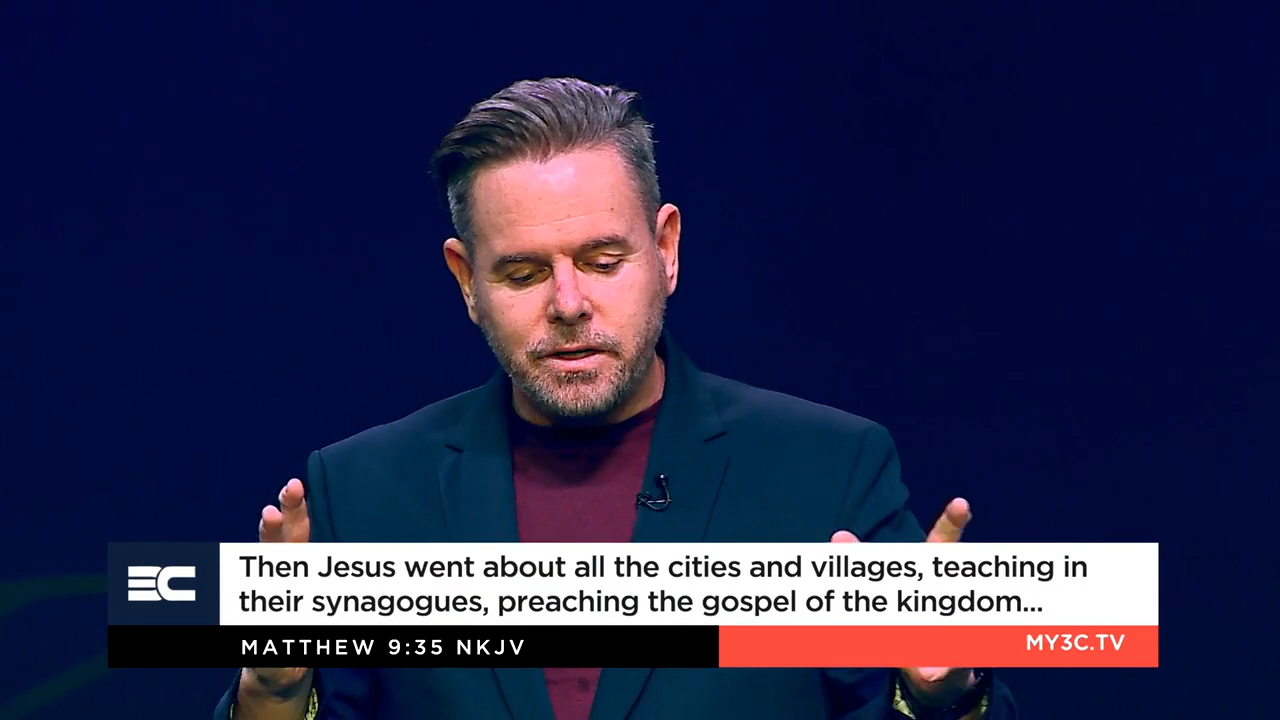 3C
Then Jesus went about all the cities and villages, teaching in
their synagogues, preaching the gospel of the kingdom...
MATTHEW 9:35 NKJV
MY3C.TV